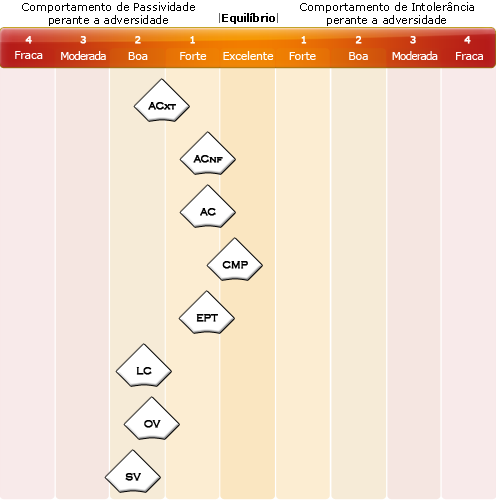 Comportamento de Passividade
perante a adversidade
|Equilíbrio|
Comportamento de Intolerância
perante a adversidade
4 3 2 1 1 2 3 4
Fraca Moderada Boa Forte Excelente Forte Boa Moderada Fraca
ACXT
ACNF
AC
CMP
EPT
LC
OV
SV